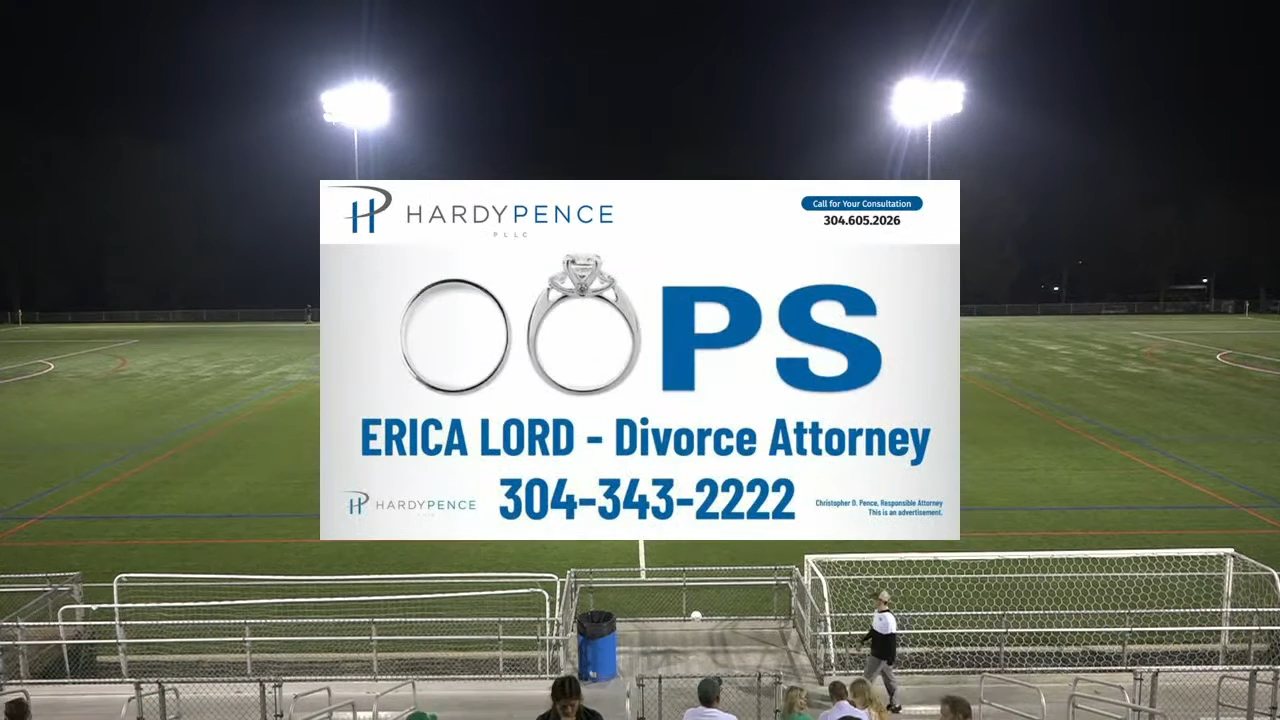 HARDYPENCE
PLLC
Call for Your Consultation
304.605.2026
PS
ERICA LORD - Divorce Attorney
304-343-2222
HARDYPENCE
Christopher D. Pence, Responsible Attorney
This is an advertisement.